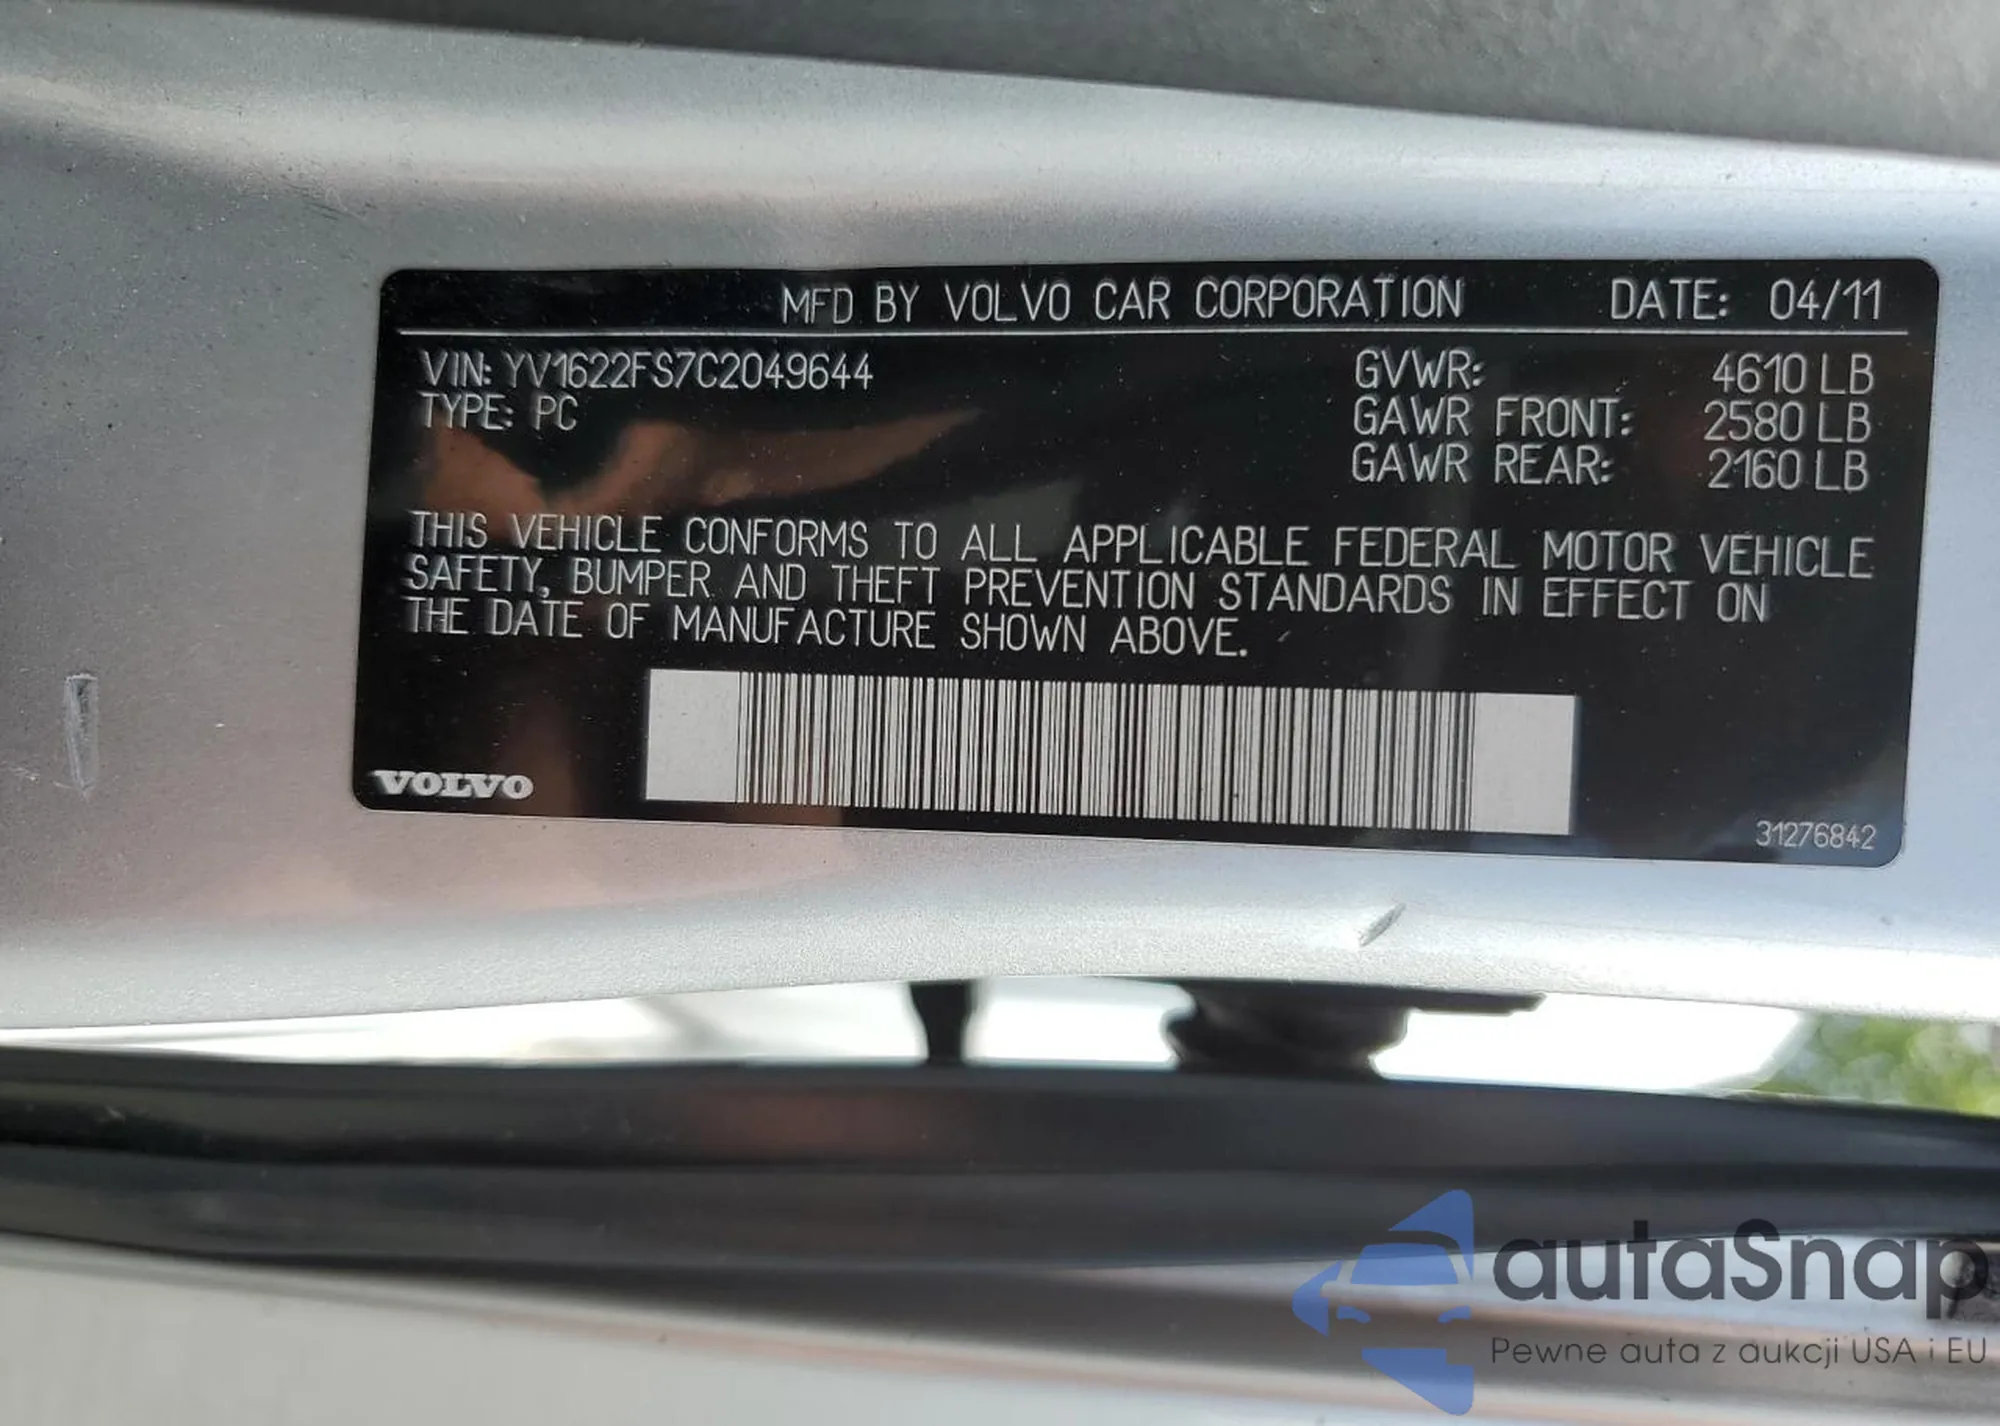 MFD BY VOLVO CAR CORPORATION DATE: 04/11
VIN: YV1622FS7C2049644 GVWR: 4610 LB
TYPE: PC GAWR FRONT: 2580 LB
GAWR REAR: 2160 LB
THIS VEHICLE CONFORMS TO ALL APPLICABLE FEDERAL MOTOR VEHICLE
SAFETY, BUMPER AND THEFT PREVENTION STANDARDS IN EFFECT ON
THE DATE OF MANUFACTURE SHOWN ABOVE.
VOLVO
31276842
autaSnap
Pewne auta z aukcji USA i EU